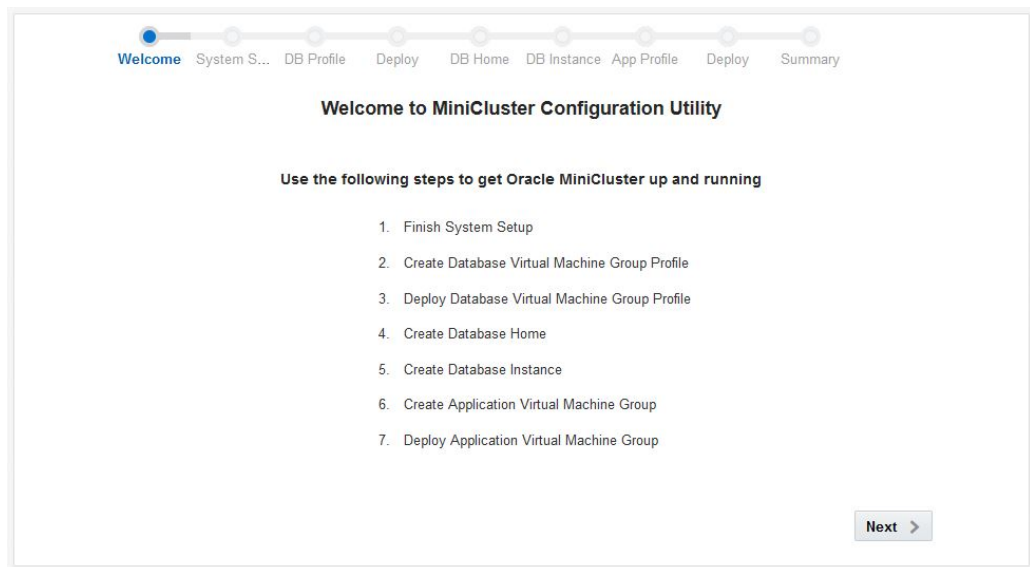 Welcome System S... DB Profile Deploy DB Home DB Instance App Profile Deploy Summary
Welcome to MiniCluster Configuration Utility
Use the following steps to get Oracle MiniCluster up and running
1. Finish System Setup
2. Create Database Virtual Machine Group Profile
3. Deploy Database Virtual Machine Group Profile
4. Create Database Home
5. Create Database Instance
6. Create Application Virtual Machine Group
7. Deploy Application Virtual Machine Group
Next